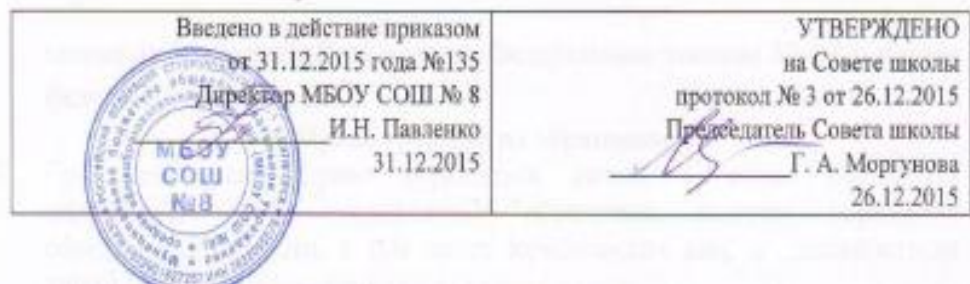 Введено в действие приказом
от 31.12.2015 года №135
Директор МБОУ СОШ № 8
И.Н. Павленко
31.12.2015
МБОУ
СОШ
№8
УТВЕРЖДЕНО
на Совете школы
протокол № 3 от 26.12.2015
Председатель Совета школы
Г. А. Моргунова
26.12.2015